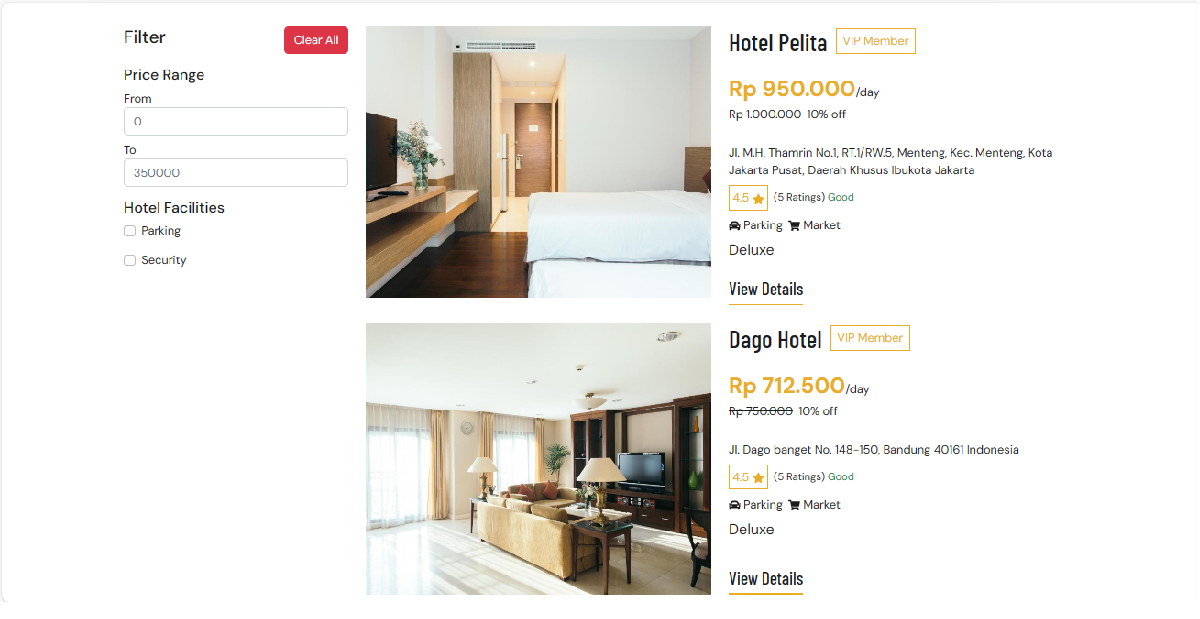 Filter
Clear All
Price Range
From
0
To
350000
Hotel Facilities
Parking
Security
Hotel Pelita VIP Member
Rp 950.000/day
Rp 1.000.000 10% off
Jl. M.H. Thamrin No.1, RT.1/RW.5, Menteng, Kec. Menteng, Kota
Jakarta Pusat, Daerah Khusus Ibukota Jakarta
4.5 (5 Ratings) Good
Parking Market
Deluxe
View Details
Dago Hotel VIP Member
Rp 712.500/day
Rp 750.000 10% off
Jl. Dago banget No. 148-150, Bandung 40161 Indonesia
4.5 (5 Ratings) Good
Parking Market
Deluxe
View Details